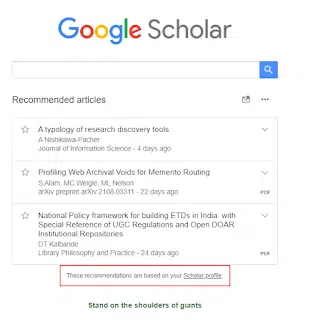 Google Scholar
Recommended articles
A typology of research discovery tools
A Nishikawa-Pacher
Journal of Information Science - 4 days ago
Profiling Web Archival Voids for Memento Routing
S Alam, MC Weigle, ML Nelson
arXiv preprint arXiv:2108.03311 - 22 days ago
PDF
National Policy framework for building ETDs in India: with
Special Reference of UGC Regulations and Open DOAR
Institutional Repositories
DT Kalbande
Library Philosophy and Practice - 24 days ago
PDF
These recommendations are based on your Scholar profile.
Stand on the shoulders of giants